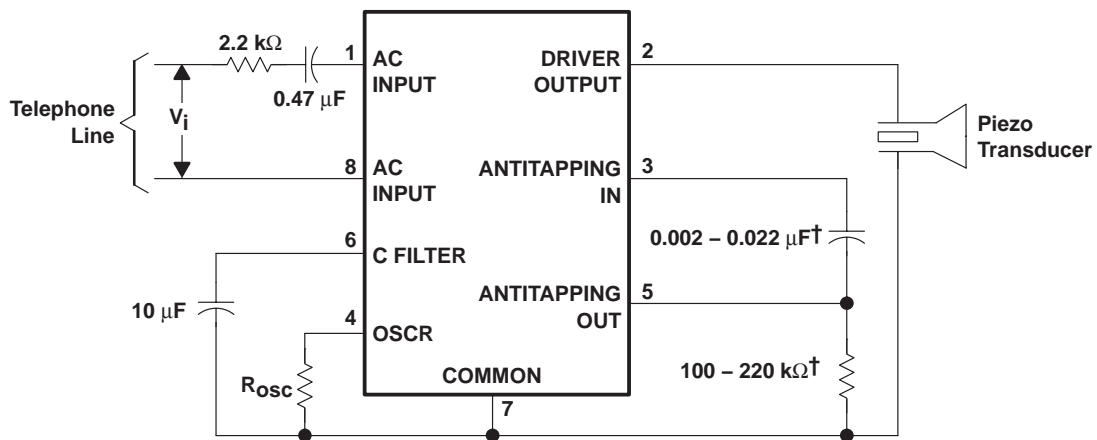 Telephone
Line
Vi
2.2 kΩ
0.47 μF
1
AC
INPUT
8
AC
INPUT
6
C FILTER
10 μF
4
OSCR
Rosc
COMMON
7
DRIVER
OUTPUT
2
ANTITAPPING
IN
3
ANTITAPPING
OUT
5
Piezo
Transducer
0.002 – 0.022 μF†
100 – 220 kΩ†